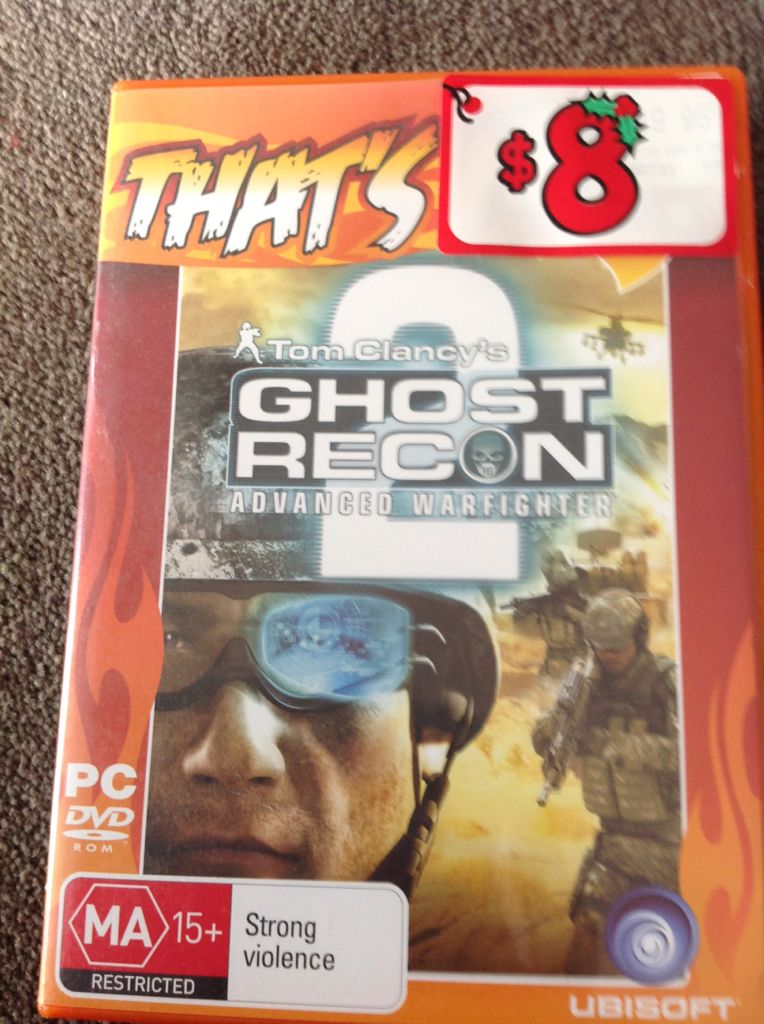 THAT'S
$8
2
Tom Clancy's
GHOST
RECON
ADVANCED WARFIGHTER
PC
DVD
ROM
MA 15+
RESTRICTED
Strong
violence
UBISOFT